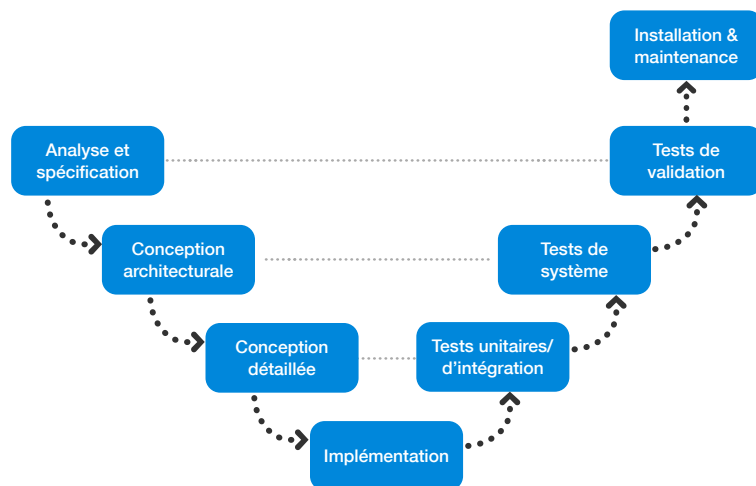 Installation &
maintenance
Analyse et
spécification
Tests de
validation
Conception
architecturale
Tests de
système
Conception
détaillée
Tests unitaires/
d’intégration
Implémentation